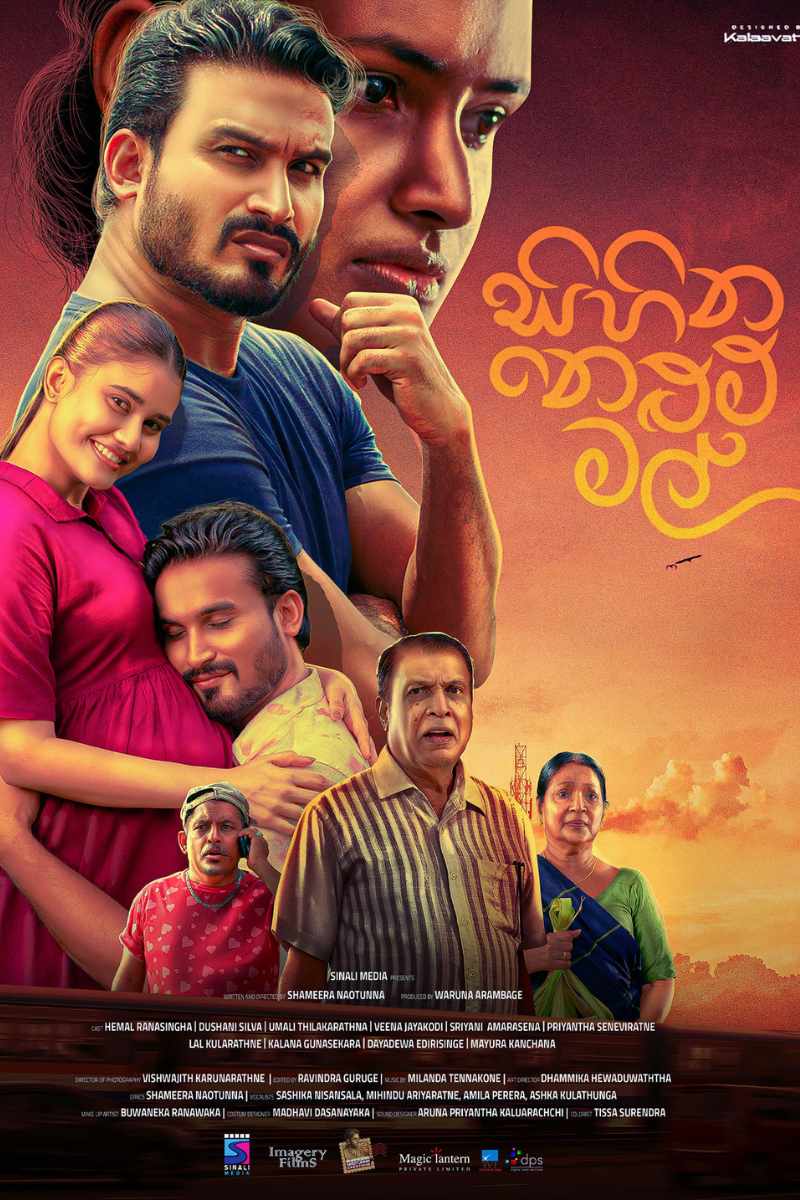 DESIGNED B
Kalaavat
සිහින
නෙළුම්
මල්
SINALI MEDIA PRESENTS
WRITTEN AND DIRECTED BY SHAMEERA NAOTUNNA PRODUCED BY WARUNA ARAMBAGE
CAST HEMAL RANASINGHA | DUSHANI SILVA | UMALI THILAKARATHNA | VEENA JAYAKODI | SRIYANI AMARASENA | PRIYANTHA SENEVIRATNE
LAL KULARATHNE | KALANA GUNASEKARA | DAYADEWA EDIRISINGE | MAYURA KANCHANA
DIRECTOR OF PHOTOGRAPHY VISHWAJITH KARUNARATHNE | EDITED BY RAVINDRA GURUGE | MUSIC BY MILANDA TENNAKONE | ART DIRECTOR DHAMMIKA HEWADUWATHTHA
LYRICS SHAMEERA NAOTUNNA | VOCALISTS SASHIKA NISANSALA, MIHINDU ARIYARATNE, AMILA PERERA, ASHKA KULATHUNGA
MAKE UP ARTIST BUWANEKA RANAWAKA | COSTUM DESIGNER MADHAVI DASANAYAKA | SOUND DESIGNER ARUNA PRIYANTHA KALUARACHCHI | COLORIST TISSA SURENDRA
SINALI
MEDIA
Imagery
Films
Magic Lantern
PRIVATE LIMITED
dps